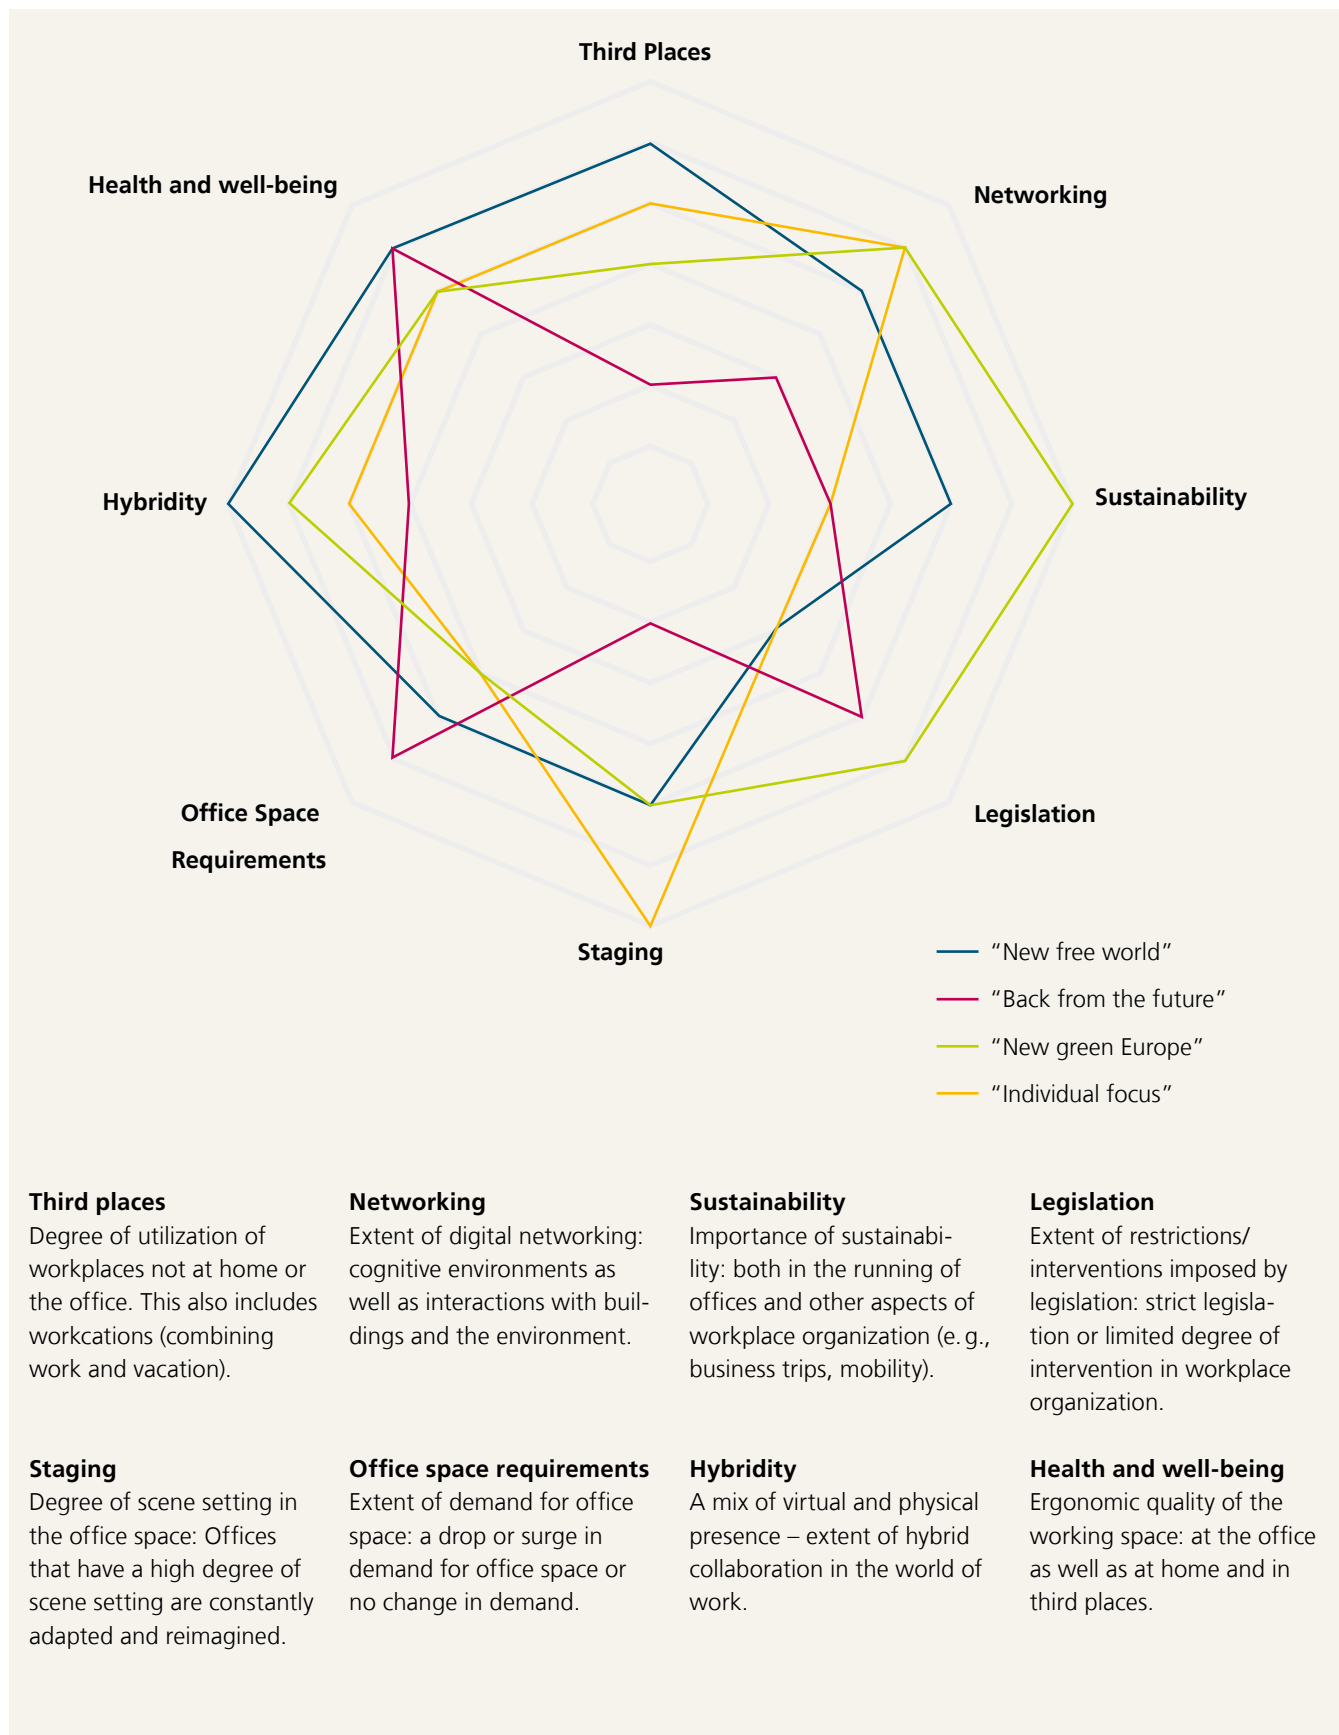 Third Places
Health and well-being
Networking
Hybridity
Sustainability
Office Space
Requirements
Legislation
Staging
“New free world”
“Back from the future”
“New green Europe”
“Individual focus”
Third places
Degree of utilization of
workplaces not at home or
the office. This also includes
workcations (combining
work and vacation).
Networking
Extent of digital networking:
cognitive environments as
well as interactions with buil-
dings and the environment.
Sustainability
Importance of sustainabi-
lity: both in the running of
offices and other aspects of
workplace organization (e. g.,
business trips, mobility).
Legislation
Extent of restrictions/
interventions imposed by
legislation: strict legisla-
tion or limited degree of
intervention in workplace
organization.
Staging
Degree of scene setting in
the office space: Offices
that have a high degree of
scene setting are constantly
adapted and reimagined.
Office space requirements
Extent of demand for office
space: a drop or surge in
demand for office space or
no change in demand.
Hybridity
A mix of virtual and physical
presence – extent of hybrid
collaboration in the world of
work.
Health and well-being
Ergonomic quality of the
working space: at the office
as well as at home and in
third places.